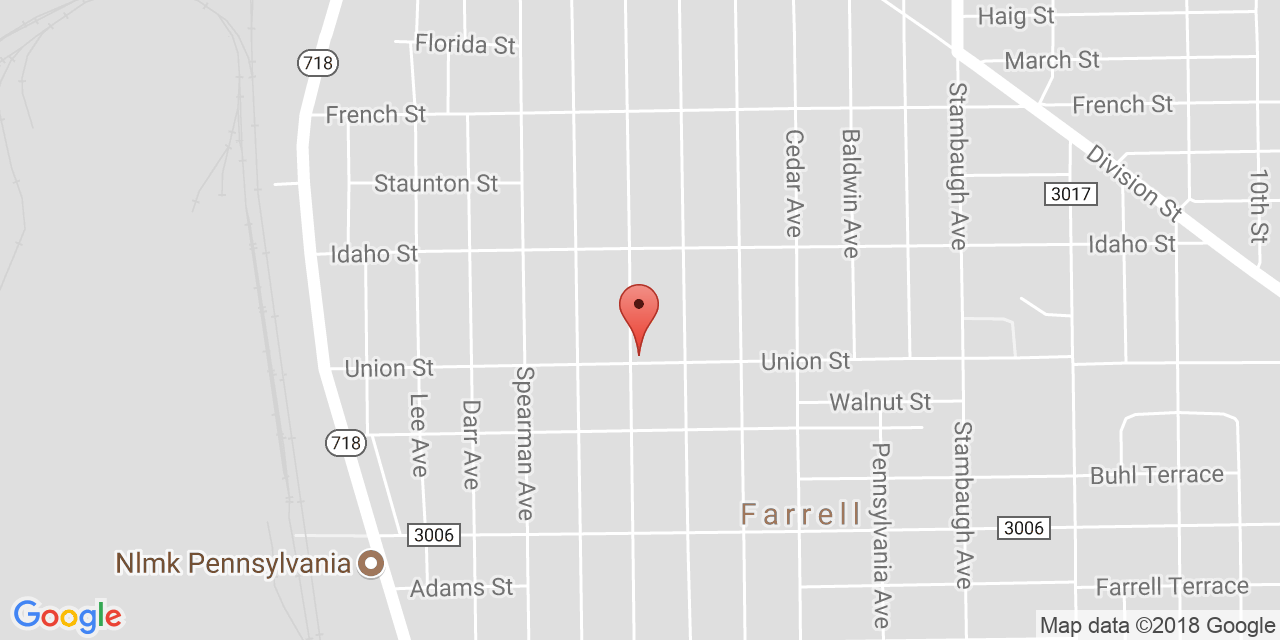 Haig St
Florida St
March St
718
French St
French St
Stambaugh Ave
Cedar Ave
Baldwin Ave
Division St
10th St
Staunton St
3017
Idaho St
Idaho St
Union St
Union St
Spearman Ave
Lee Ave
Darr Ave
Walnut St
718
Stambaugh Ave
Pennsylvania Ave
Buhl Terrace
Farrell
3006
3006
Nlmk Pennsylvania
Adams St
Farrell Terrace
Google
Map data ©2018 Google